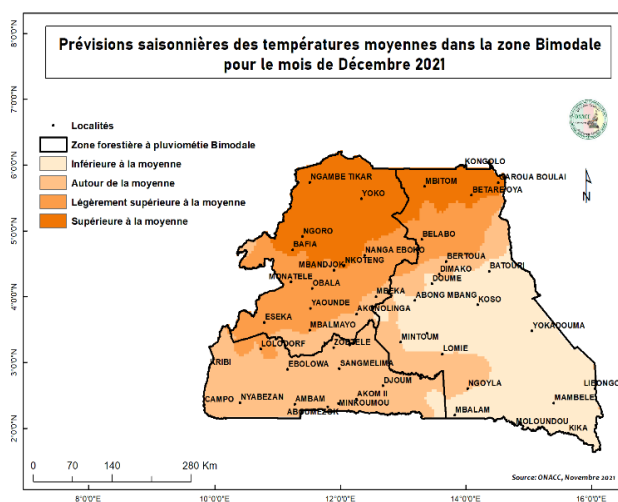 Prévisions saisonnières des températures moyennes dans la zone Bimodale
pour le mois de Décembre 2021
8°0'0"N
7°0'0"N
6°0'0"N
5°0'0"N
4°0'0"N
3°0'0"N
2°0'0"N
ONACC
Localités
Zone forestière à pluviométie Bimodale
Inférieure à la moyenne
Autour de la moyenne
Légèrement supérieure à la moyenne
Supérieure à la moyenne
N
KONGOLO
NGAMBE TIKAR
MBITOM
GAROUA BOULAI
YOKO
BETARE OYA
NGORO
BAFIA
BELABO
NANGA EBOKO
MBANDJOK
NKOTENG
BERTOUA
BATOURI
MONATELE
OBALA
DIMAKO
DOUME
MBEKA
ABONG MBANG
KOSO
YAOUNDE
AKONOLINGA
ESEKA
MBALMAYO
YOKADOUMA
LOLODORF
ZOETELE
MINTOUM
LOMIE
KRIBI
EBOLOWA
SANGMELIMA
DJOUM
LIBONGO
NGOYLA
CAMPO
NYABEZAN
AMBAM
AKOM II
MINKOUMOU
MAMBELE
MBALAM
MOLOUNDOU
KIKA
0 70 140 280 Km
Source: ONACC, Novembre 2021
8°0'0"E
10°0'0"E
12°0'0"E
14°0'0"E
16°0'0"E